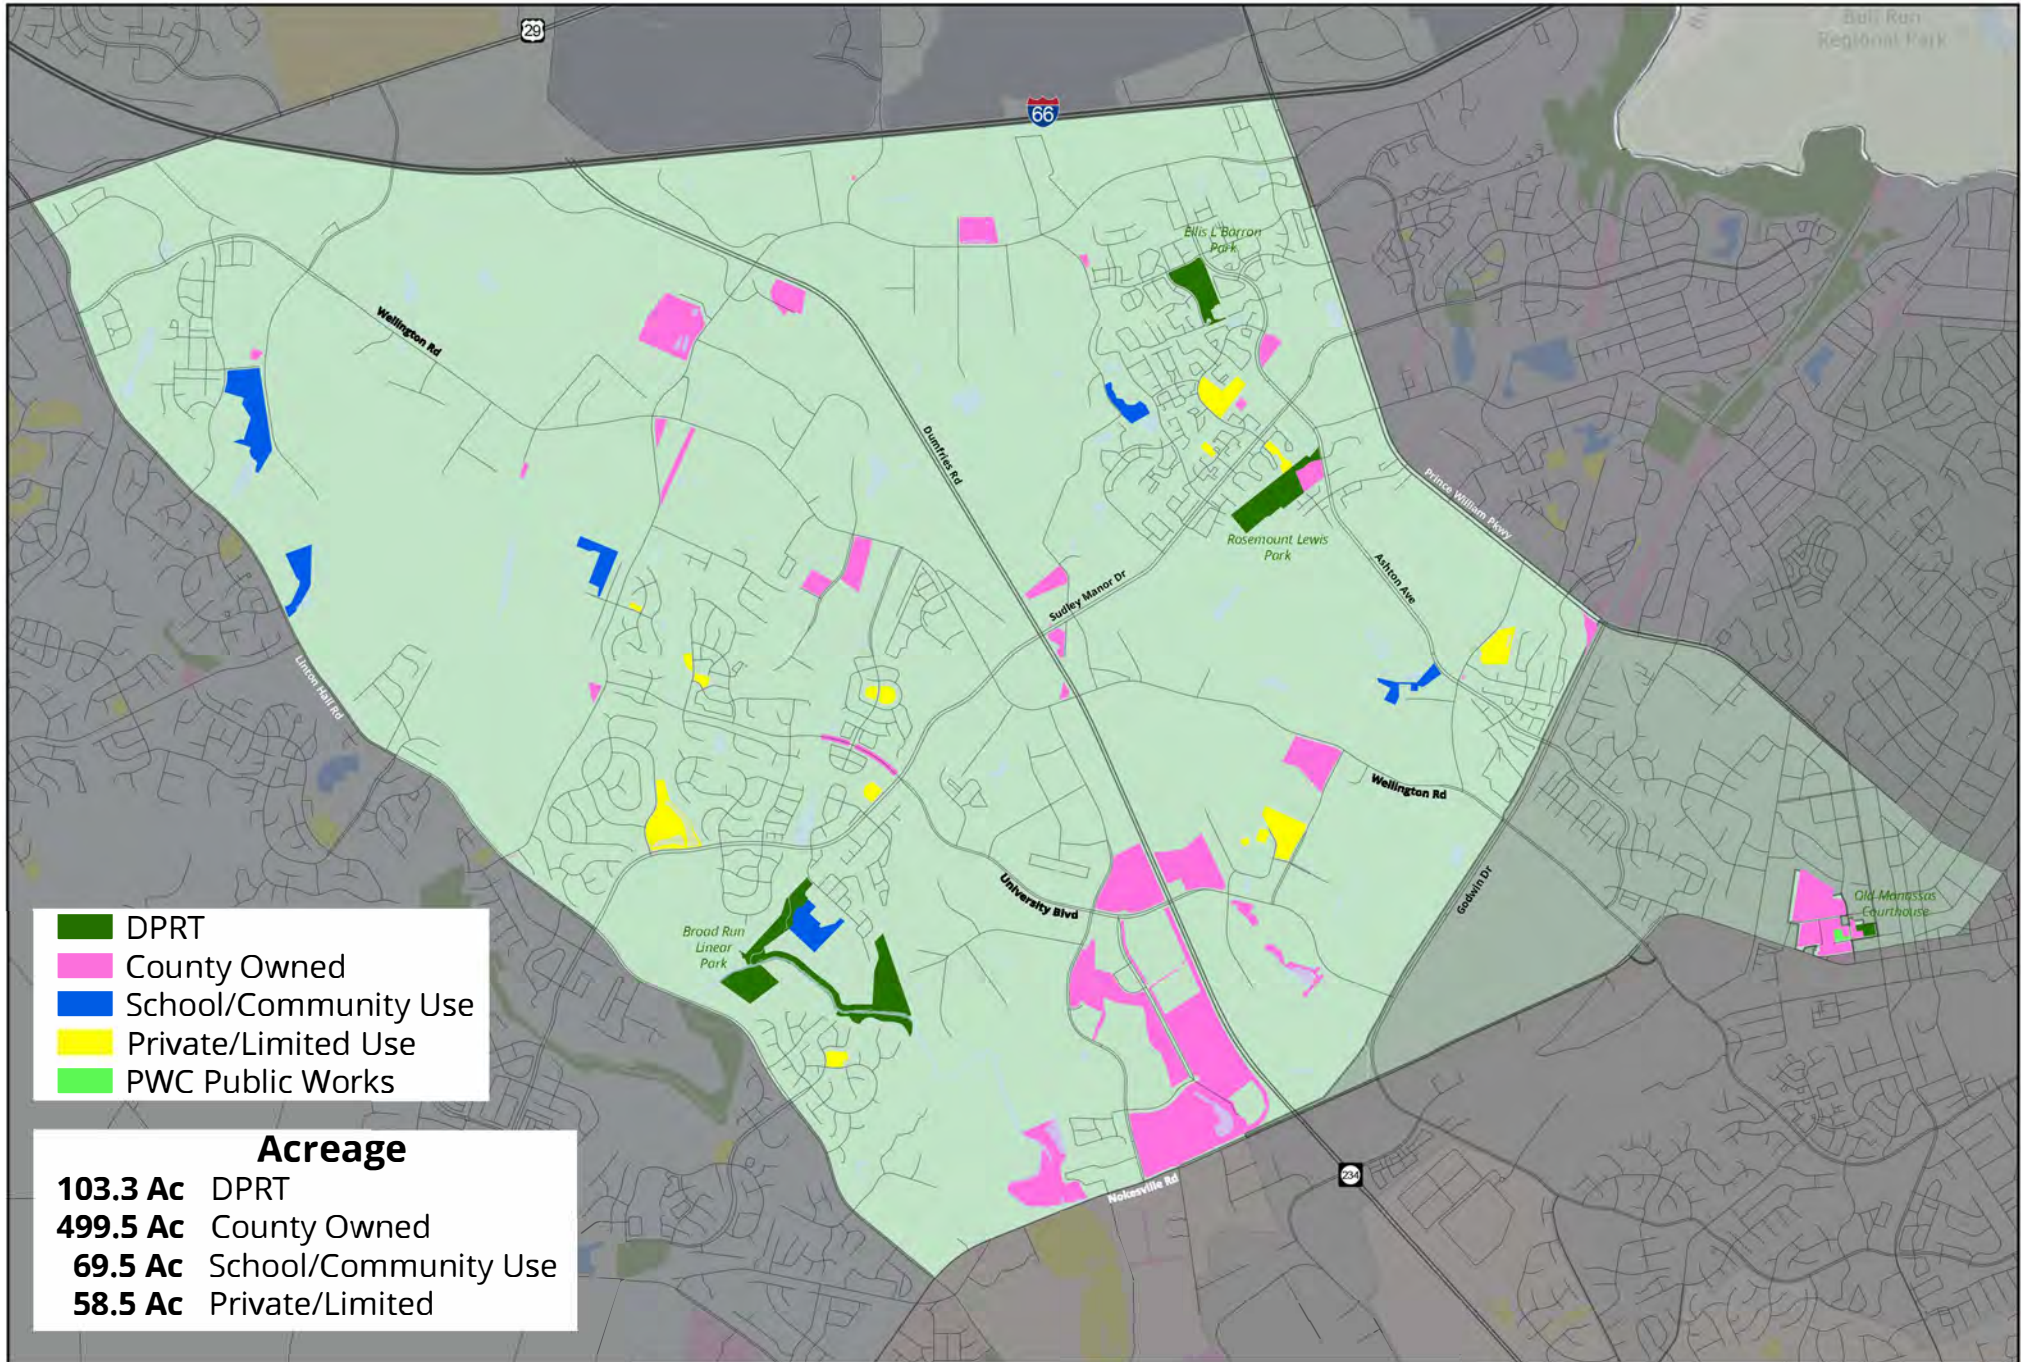 29
Bull Run
Regional Park
66
Ellis L Barron
Park
Wellington Rd
Dumfries Rd
Prince William Pkwy
Rosemount Lewis
Park
Ashton Ave
Sudley Manor Dr
Linton Hall Rd
Wellington Rd
University Blvd
Godwin Dr
Old Manassas
Courthouse
Broad Run
Linear
Park
DPRT
County Owned
School/Community Use
Private/Limited Use
PWC Public Works
Acreage
103.3 Ac DPRT
499.5 Ac County Owned
69.5 Ac School/Community Use
58.5 Ac Private/Limited
234
Nokesville Rd